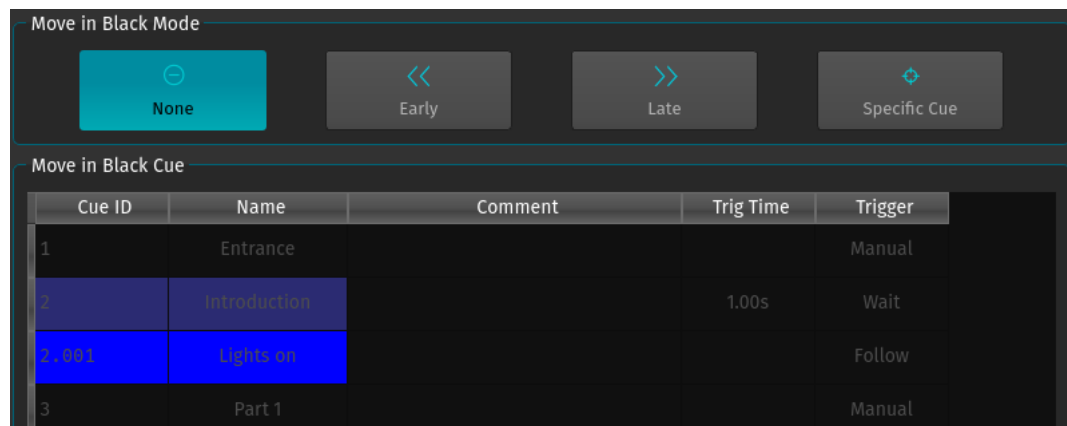 Move in Black Mode
None Early Late Specific Cue
Move in Black Cue
Cue ID Name Comment Trig Time Trigger
1 Entrance Manual
2 Introduction 1.00s Wait
2.001 Lights on Follow
3 Part 1 Manual